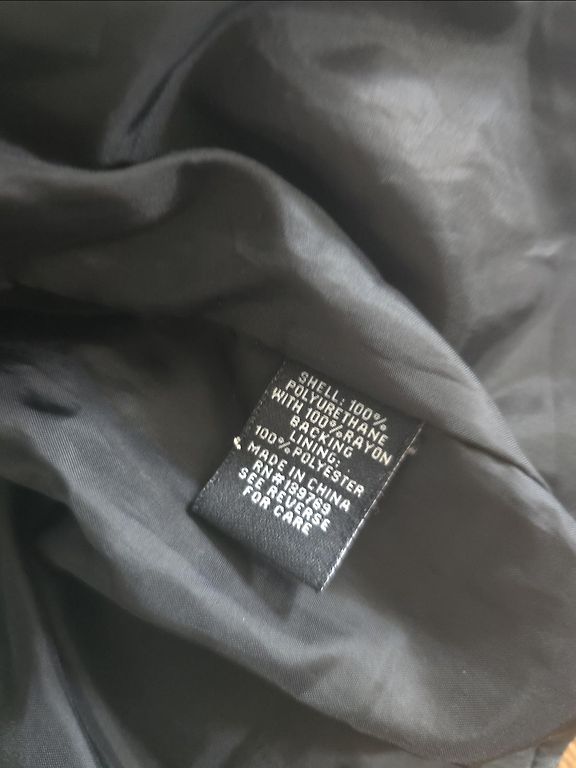 SHELL: 100%
POLYURETHANE
WITH 100% RAYON
BACKING
LINING:
100% POLYESTER
MADE IN CHINA
RN#139769
SEE REVERSE
FOR CARE